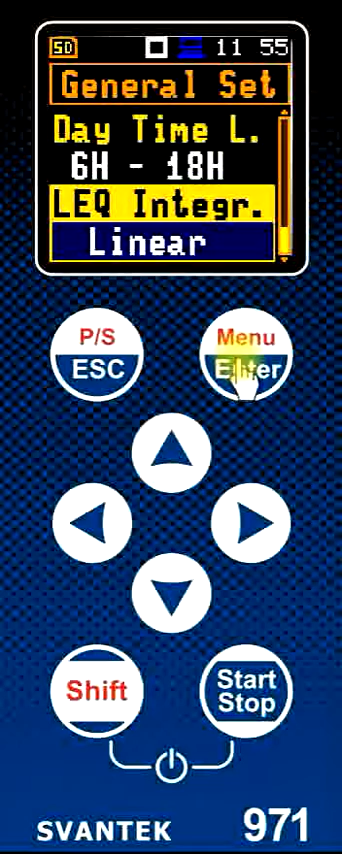 SD 11 55
General Set
Day Time L.
6H - 18H
LEQ Integr.
Linear
P/S
ESC
Menu
Enter
Shift
Start
Stop
SVANTEK 971